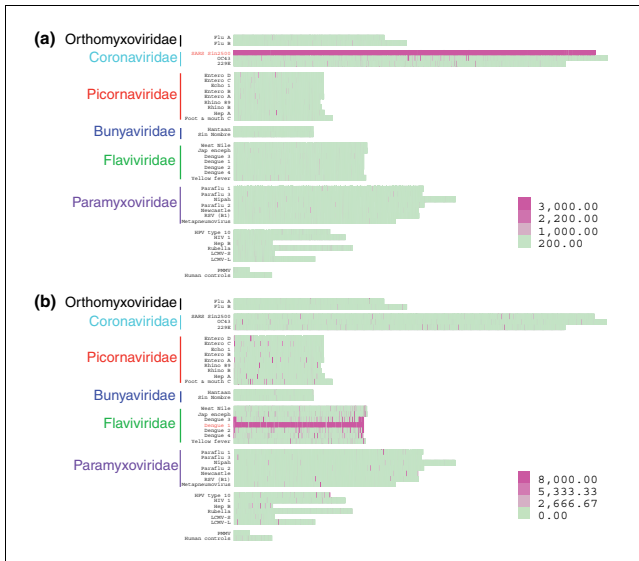 (a)
Orthomyxoviridae
Flu A
Flu B
Coronaviridae
SARS Sin2500
OC43
229E
Picornaviridae
Entero D
Entero C
Echo 1
Entero B
Entero A
Rhino 89
Rhino B
Hep A
Foot & mouth C
Bunyaviridae
Hantaan
Sin Nombre
Flaviviridae
West Nile
Jap enceph
Dengue 3
Dengue 1
Dengue 2
Dengue 4
Yellow fever
Paramyxoviridae
Paraflu 1
Paraflu 3
Nipah
Paraflu 2
Newcastle
RSV (B1)
Metapneumovirus
HPV type 10
HIV 1
Hep B
Rubella
LCMV-S
LCMV-L
PMMV
Human controls
3,000.00
2,200.00
1,000.00
200.00
(b)
Orthomyxoviridae
Flu A
Flu B
Coronaviridae
SARS Sin2500
OC43
229E
Picornaviridae
Entero D
Entero C
Echo 1
Entero B
Entero A
Rhino 89
Rhino B
Hep A
Foot & mouth C
Bunyaviridae
Hantaan
Sin Nombre
Flaviviridae
West Nile
Jap enceph
Dengue 3
Dengue 1
Dengue 2
Dengue 4
Yellow fever
Paramyxoviridae
Paraflu 1
Paraflu 3
Nipah
Paraflu 2
Newcastle
RSV (B1)
Metapneumovirus
HPV type 10
HIV 1
Hep B
Rubella
LCMV-S
LCMV-L
PMMV
Human controls
8,000.00
5,333.33
2,666.67
0.00